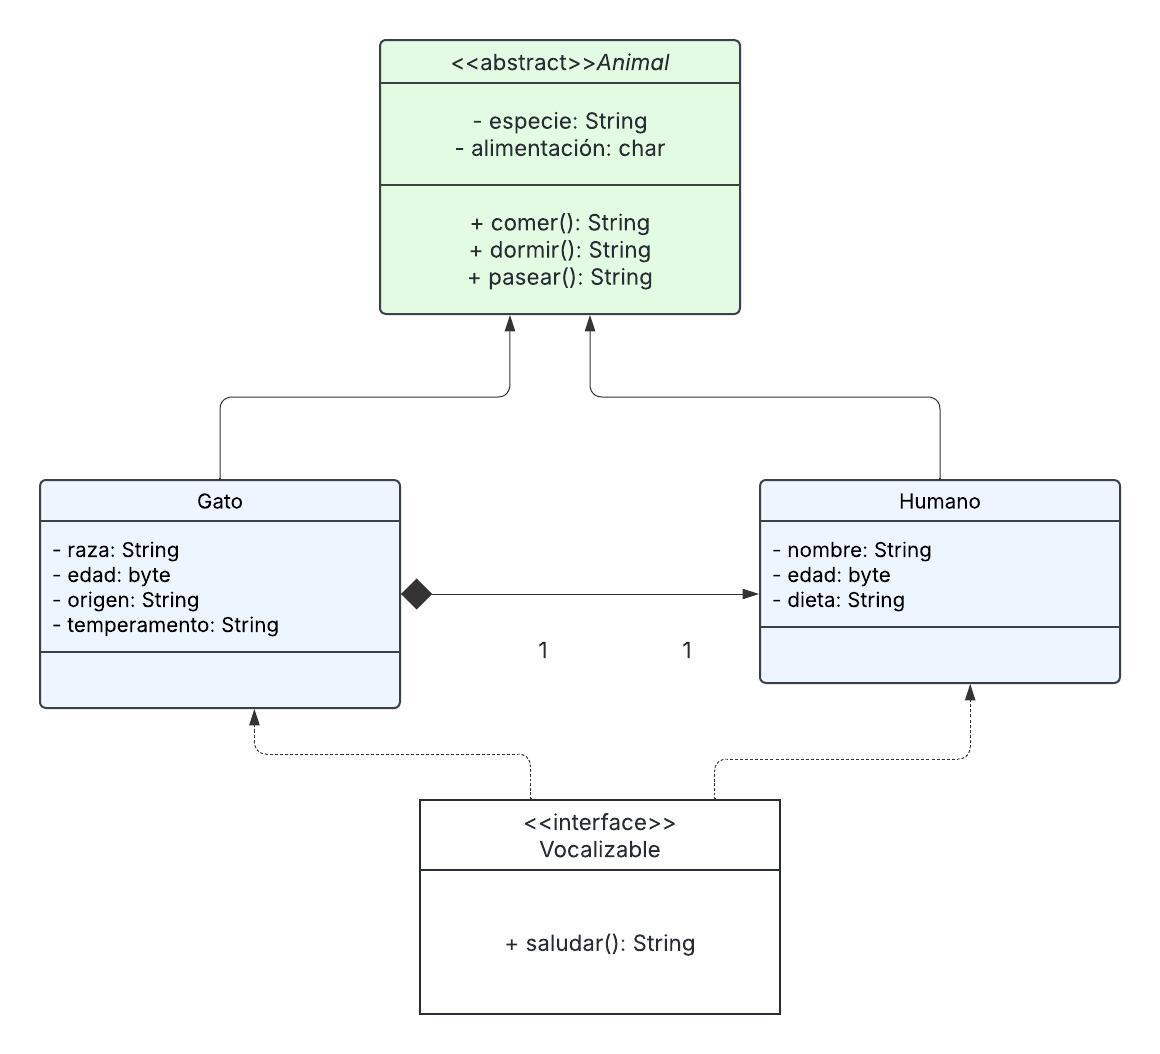 <<abstract>>Animal
- especie: String
- alimentación: char
+ comer(): String
+ dormir(): String
+ pasear(): String
Gato
- raza: String
- edad: byte
- origen: String
- temperamento: String
Humano
- nombre: String
- edad: byte
- dieta: String
1
1
<<interface>>
Vocalizable
+ saludar(): String